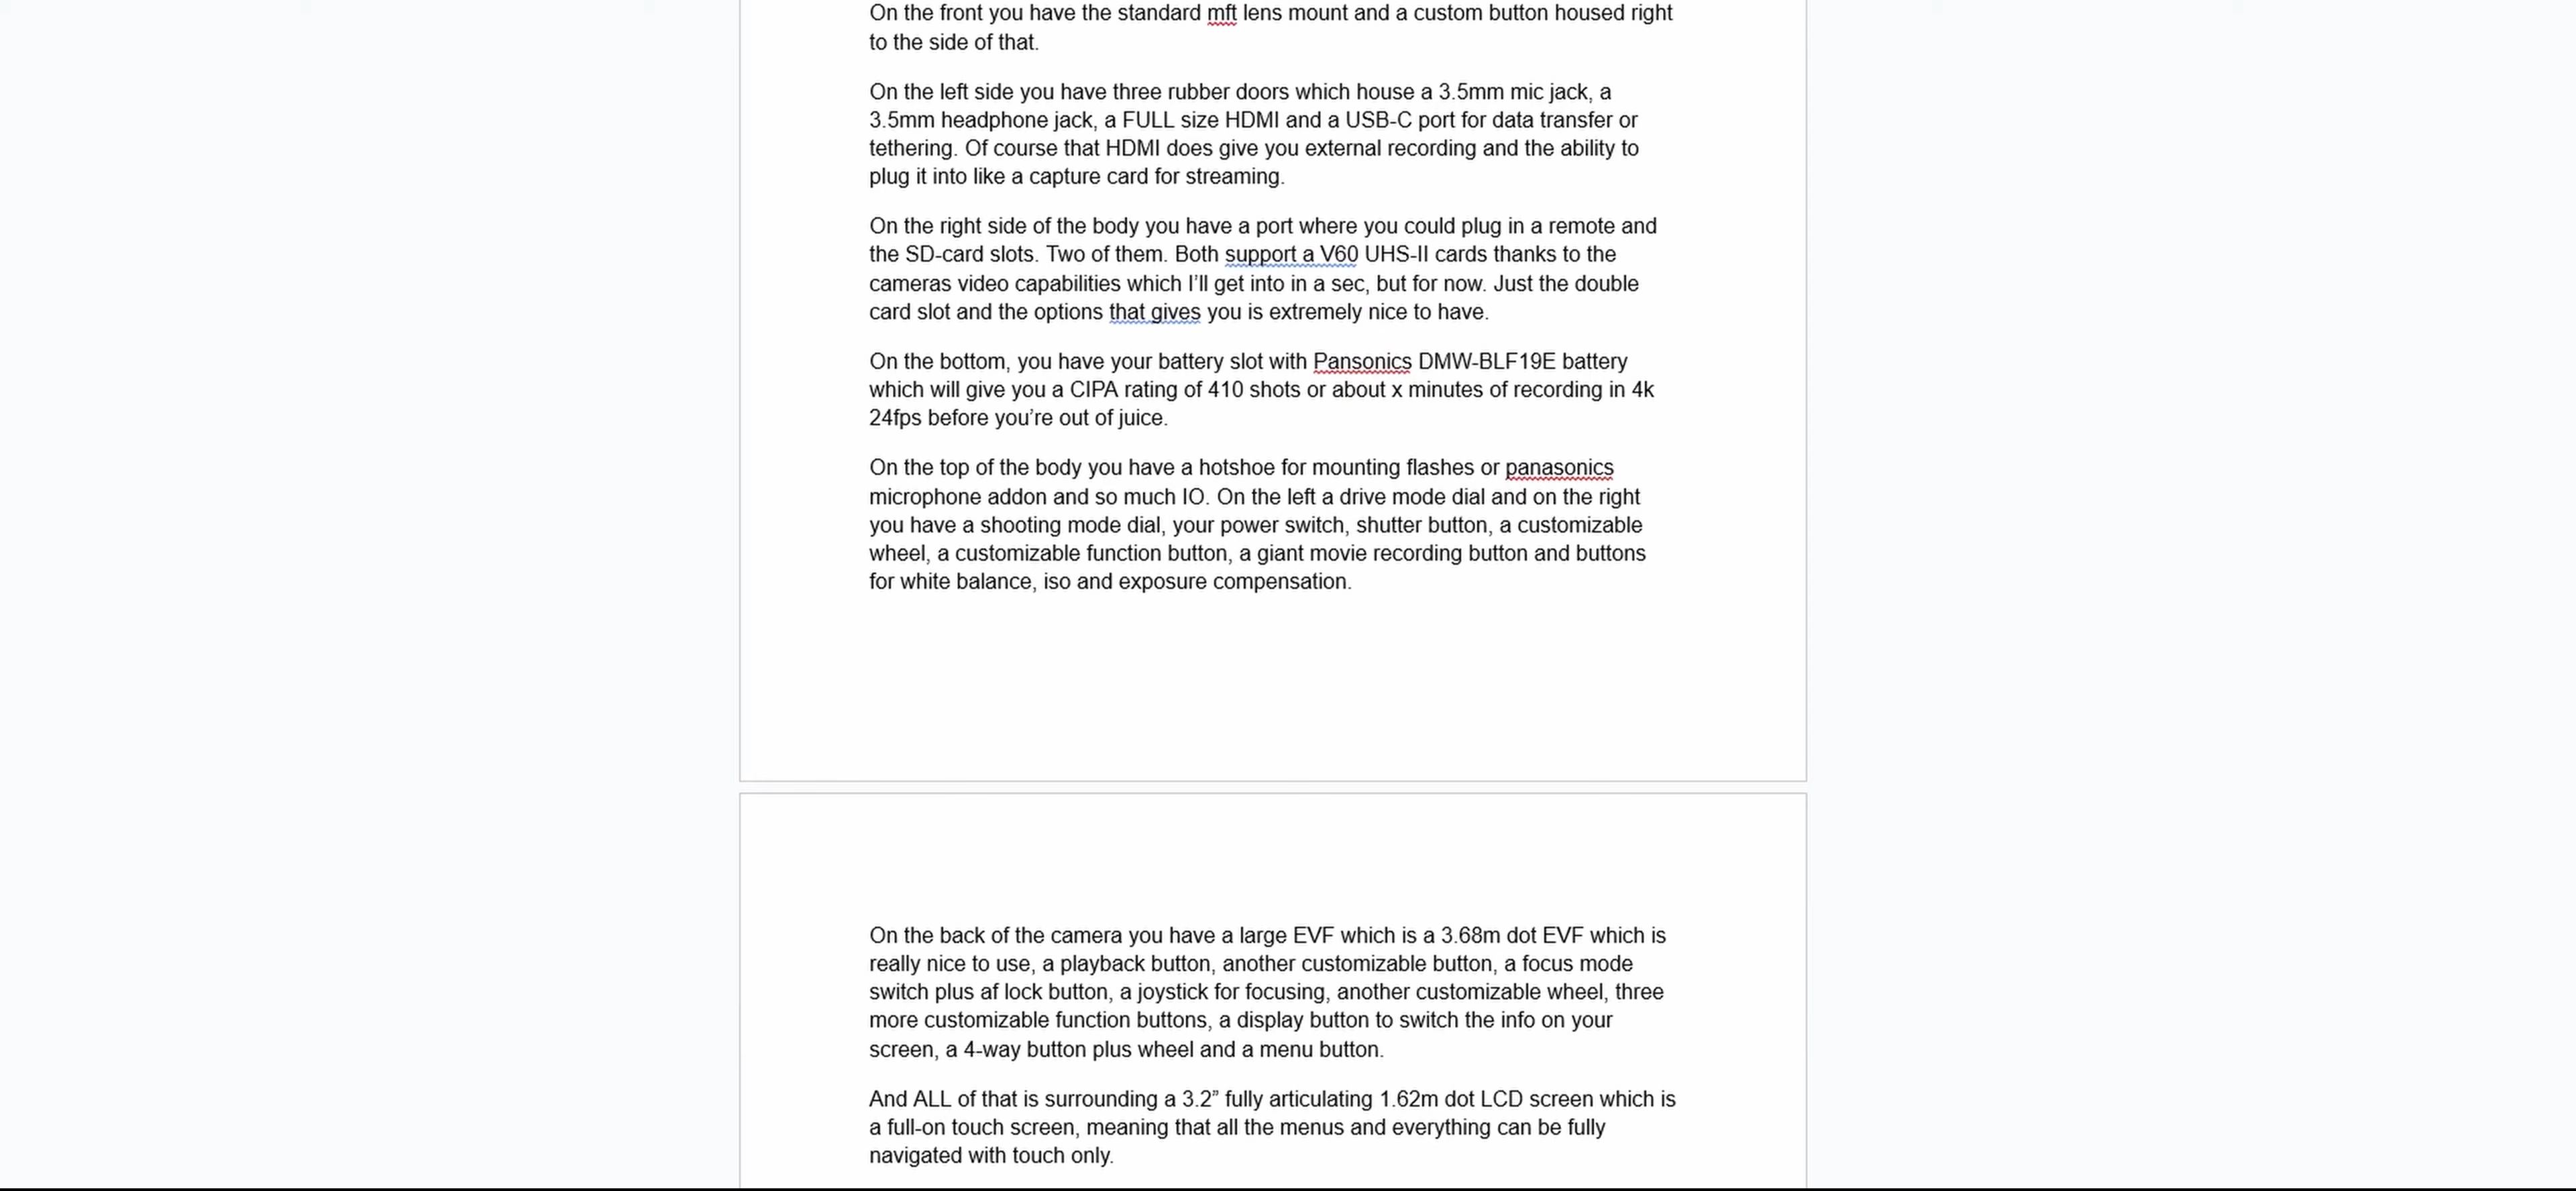 On the front you have the standard mft lens mount and a custom button housed right
to the side of that.
On the left side you have three rubber doors which house a 3.5mm mic jack, a
3.5mm headphone jack, a FULL size HDMI and a USB-C port for data transfer or
tethering. Of course that HDMI does give you external recording and the ability to
plug it into like a capture card for streaming.
On the right side of the body you have a port where you could plug in a remote and
the SD-card slots. Two of them. Both support a V60 UHS-II cards thanks to the
cameras video capabilities which I’ll get into in a sec, but for now. Just the double
card slot and the options that gives you is extremely nice to have.
On the bottom, you have your battery slot with Pansonics DMW-BLF19E battery
which will give you a CIPA rating of 410 shots or about x minutes of recording in 4k
24fps before you’re out of juice.
On the top of the body you have a hotshoe for mounting flashes or panasonics
microphone addon and so much IO. On the left a drive mode dial and on the right
you have a shooting mode dial, your power switch, shutter button, a customizable
wheel, a customizable function button, a giant movie recording button and buttons
for white balance, iso and exposure compensation.
On the back of the camera you have a large EVF which is a 3.68m dot EVF which is
really nice to use, a playback button, another customizable button, a focus mode
switch plus af lock button, a joystick for focusing, another customizable wheel, three
more customizable function buttons, a display button to switch the info on your
screen, a 4-way button plus wheel and a menu button.
And ALL of that is surrounding a 3.2” fully articulating 1.62m dot LCD screen which is
a full-on touch screen, meaning that all the menus and everything can be fully
navigated with touch only.